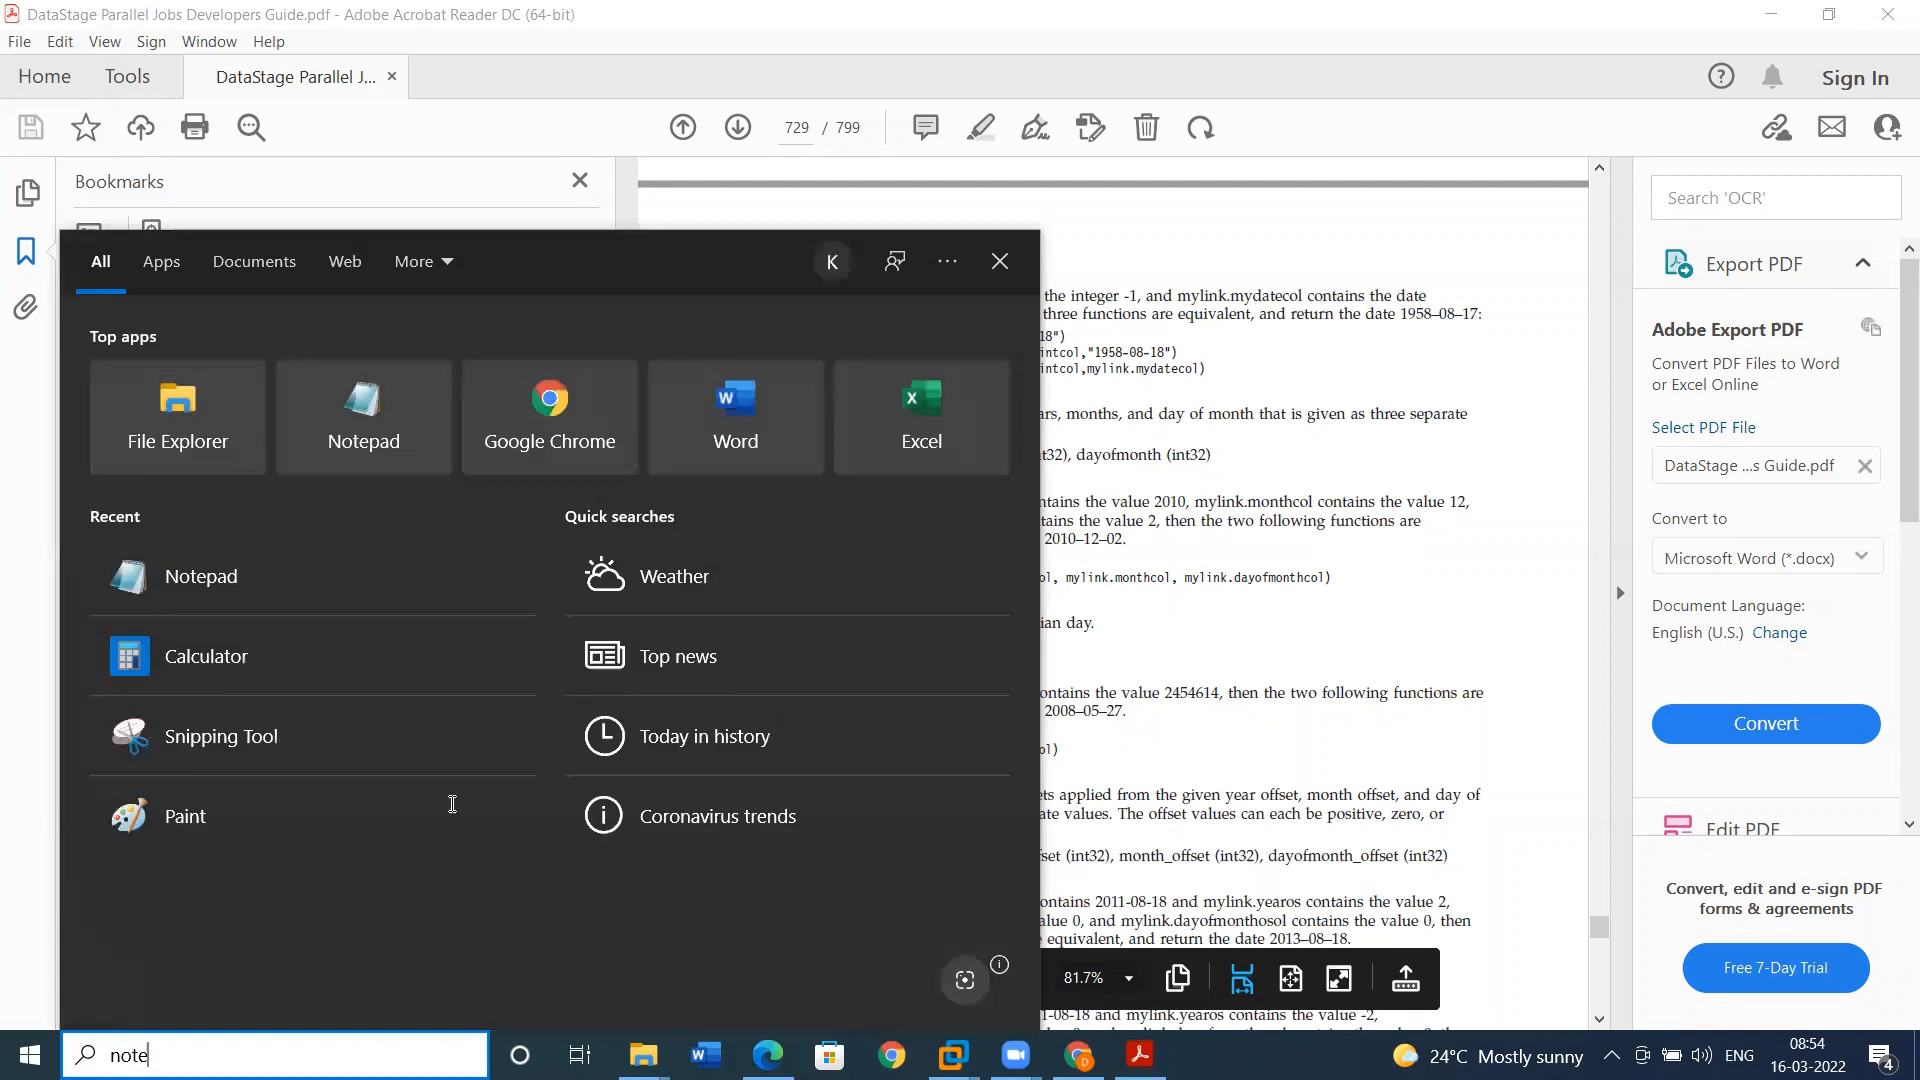 DataStage Parallel Jobs Developers Guide.pdf - Adobe Acrobat Reader DC (64-bit)
File Edit View Sign Window Help
Home Tools DataStage Parallel J... Sign In
729 / 799
Bookmarks
Search 'OCR'
All Apps Documents Web More K
Export PDF
Top apps
File Explorer Notepad Google Chrome Word Excel
the integer -1, and mylink.mydatecol contains the date
three functions are equivalent, and return the date 1958–08–17:
18")
intcol,"1958-08-18")
intcol,mylink.mydatecol)
ars, months, and day of month that is given as three separate
t32), dayofmonth (int32)
ntains the value 2010, mylink.monthcol contains the value 12,
tains the value 2, then the two following functions are
2010–12–02.
ol, mylink.monthcol, mylink.dayofmonthcol)
ian day.
ontains the value 2454614, then the two following functions are
2008–05–27.
ol)
ets applied from the given year offset, month offset, and day of
te values. The offset values can each be positive, zero, or
fset (int32), month_offset (int32), dayofmonth_offset (int32)
ontains 2011-08-18 and mylink.yearos contains the value 2,
alue 0, and mylink.dayofmonthosol contains the value 0, then
e equivalent, and return the date 2013–08–18.
1-08-18 and mylink.yearos contains the value -2,
Adobe Export PDF
Convert PDF Files to Word
or Excel Online
Select PDF File
DataStage ...s Guide.pdf
Convert to
Microsoft Word (*.docx)
Document Language:
English (U.S.) Change
Convert
Edit PDF
Convert, edit and e-sign PDF
forms & agreements
Free 7-Day Trial
Recent
Notepad
Calculator
Snipping Tool
Paint
Quick searches
Weather
Top news
Today in history
Coronavirus trends
81.7%
note
24°C Mostly sunny ENG
08:54
16-03-2022
4